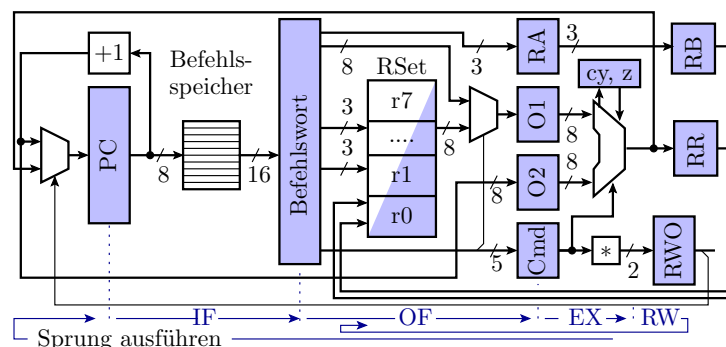 +1
Befehls-
speicher
RSet
RA
3
RB
8
3
cy, z
r7
PC
Befehlswort
3
....
8
O1
8
8
16
3
r1
8
O2
8
RR
r0
5
Cmd
*
2
RWO
IF
OF
EX
RW
Sprung ausführen